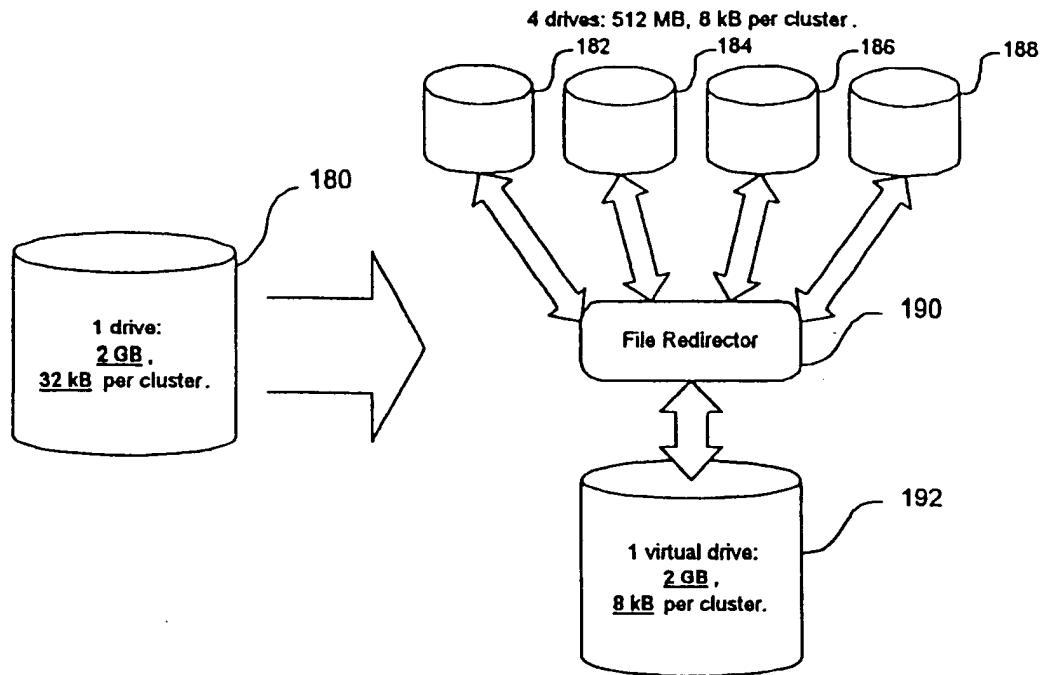 4 drives: 512 MB, 8 kB per cluster.
182
184
186
188
180
1 drive:
2 GB,
32 kB per cluster.
File Redirector
190
192
1 virtual drive:
2 GB,
8 kB per cluster.